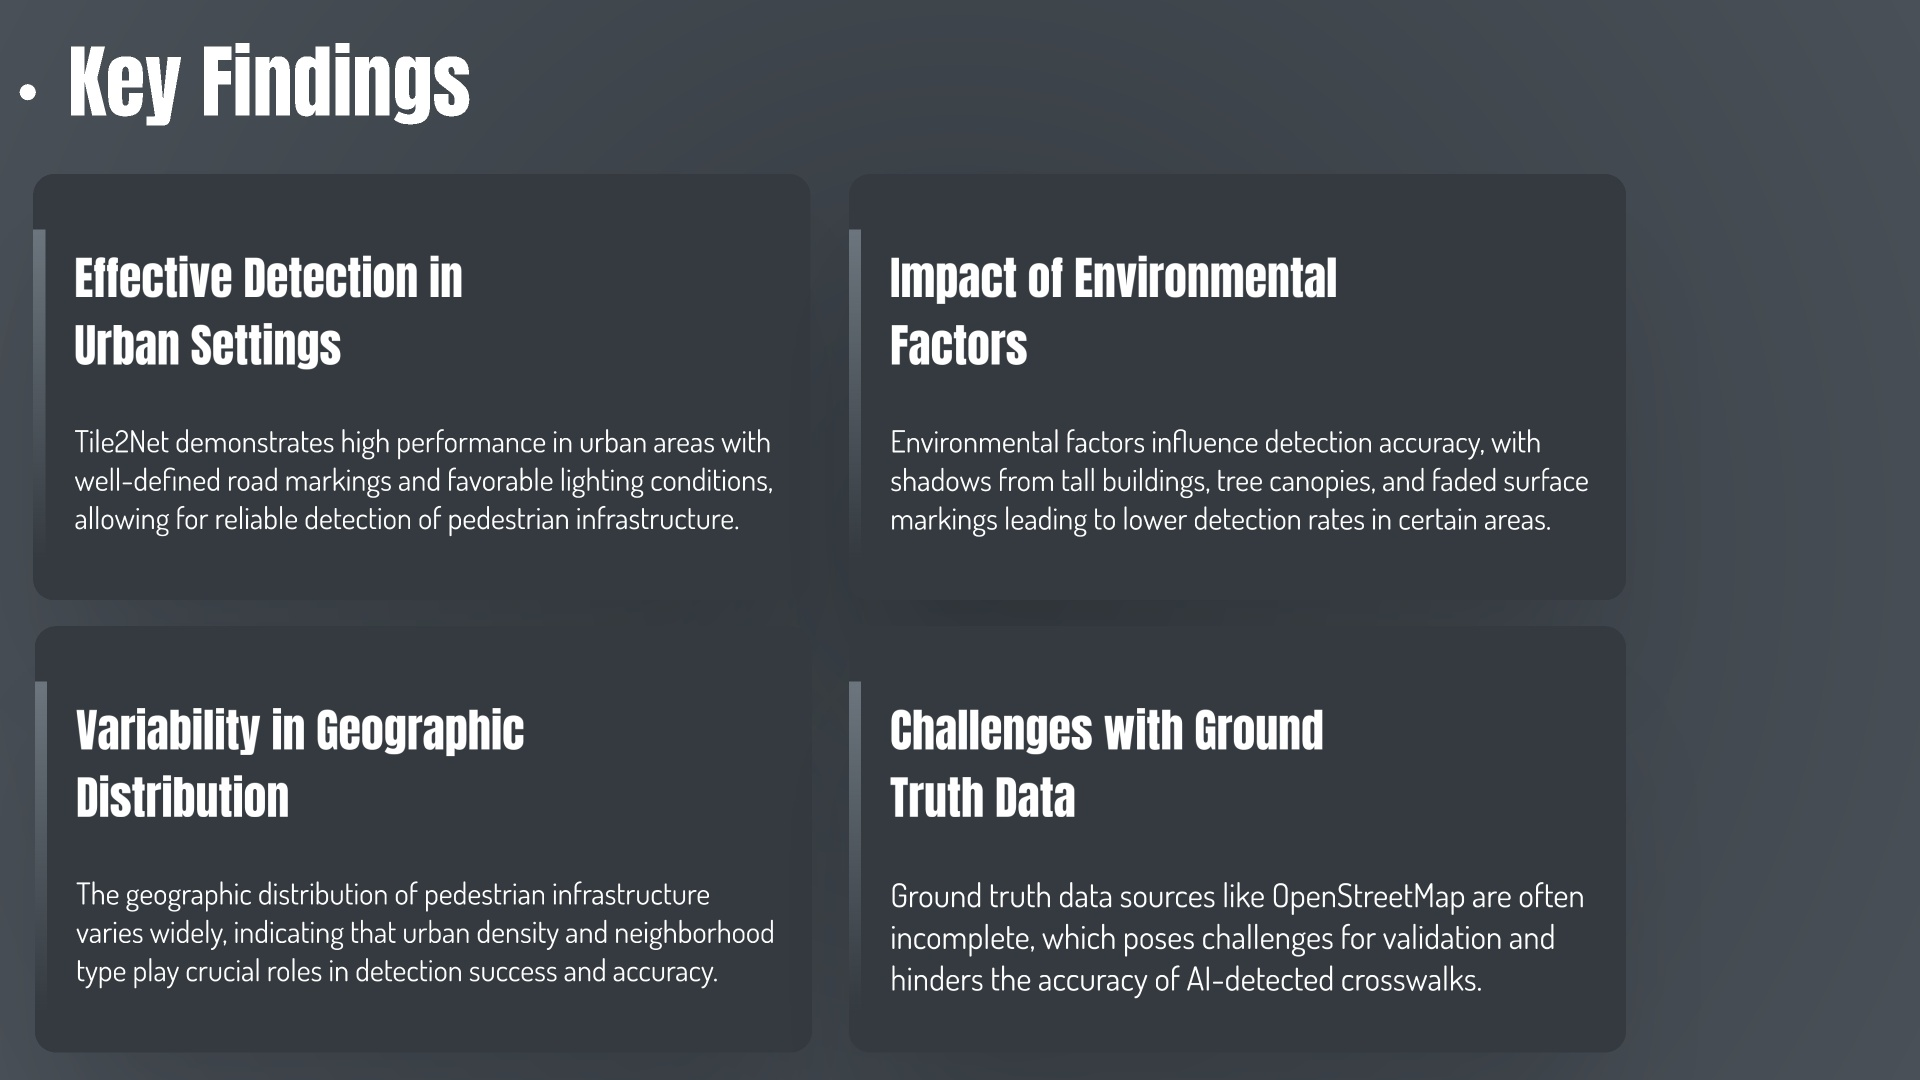 • Key Findings
Effective Detection in
Urban Settings
Tile2Net demonstrates high performance in urban areas with
well-defined road markings and favorable lighting conditions,
allowing for reliable detection of pedestrian infrastructure.
Impact of Environmental
Factors
Environmental factors influence detection accuracy, with
shadows from tall buildings, tree canopies, and faded surface
markings leading to lower detection rates in certain areas.
Variability in Geographic
Distribution
The geographic distribution of pedestrian infrastructure
varies widely, indicating that urban density and neighborhood
type play crucial roles in detection success and accuracy.
Challenges with Ground
Truth Data
Ground truth data sources like OpenStreetMap are often
incomplete, which poses challenges for validation and
hinders the accuracy of AI-detected crosswalks.